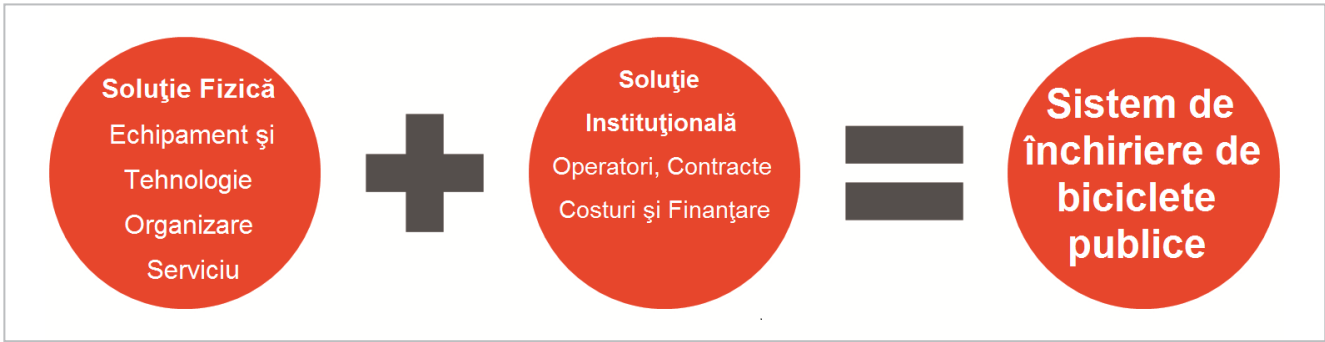 Soluţie Fizică
Echipament şi
Tehnologie
Organizare
Serviciu
Soluţie
Instituţională
Operatori, Contracte
Costuri şi Finanţare
Sistem de
închiriere de
biciclete
publice